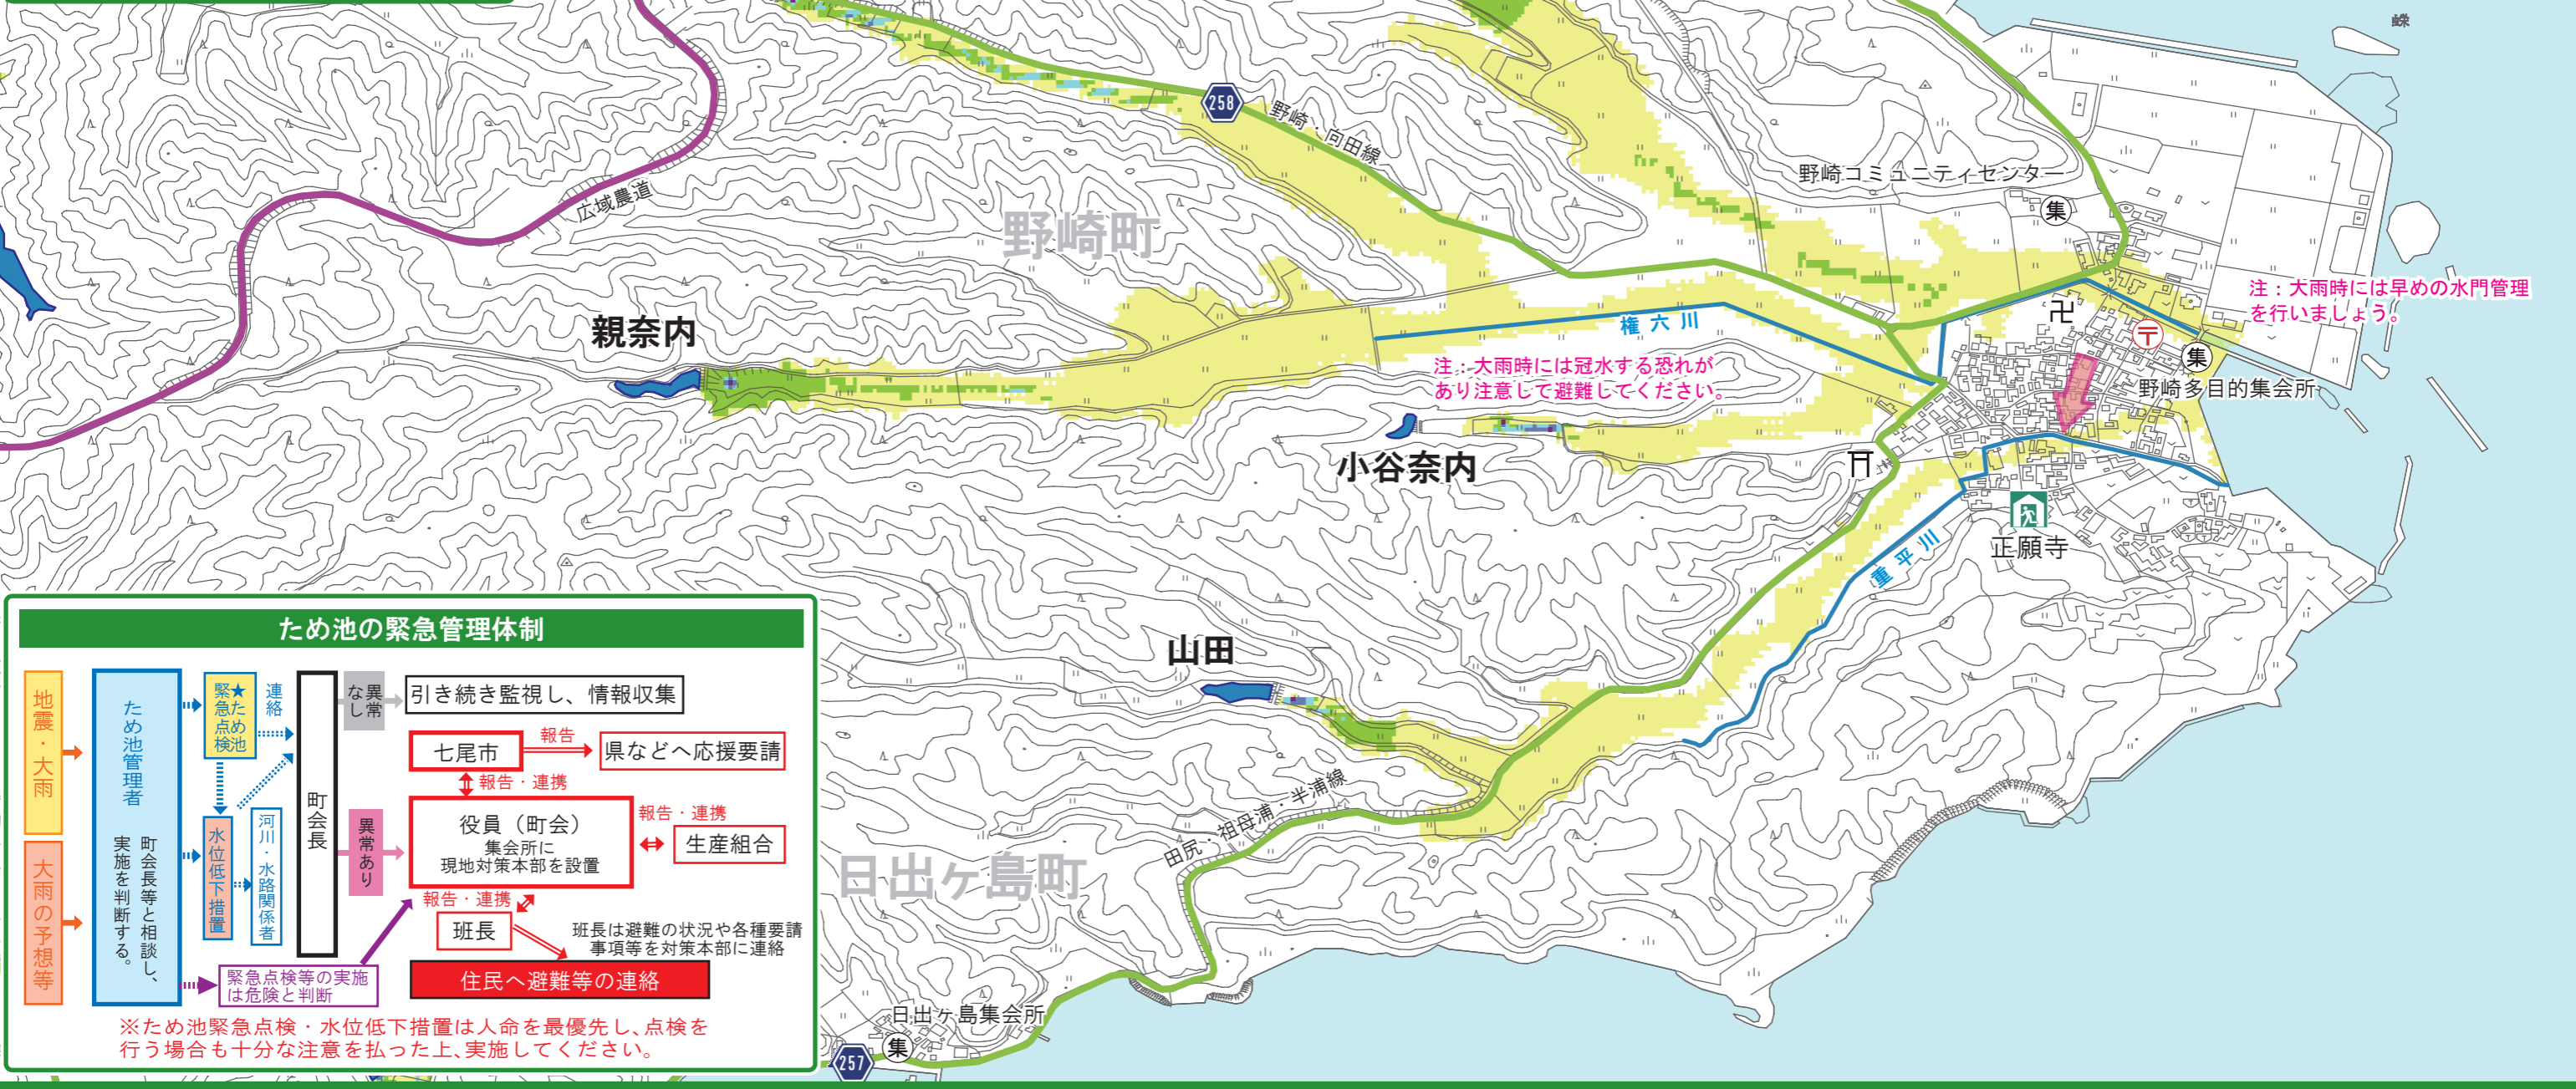 258
野崎・向田線
広域農道
野崎町
野崎コミュニティセンター
集
卍
〒
集
野崎多目的集会所
注：大雨時には早めの水門管理
を行いましょう。
権六川
親奈内
注：大雨時には冠水する恐れが
あり注意して避難してください。
小谷奈内
正願寺
重平川
山田
田尻・祖母浦・半浦線
日出ヶ島町
日出ヶ島集会所
集
257
ため池の緊急管理体制
地震・大雨
大雨の予想等
ため池管理者
町会長等と相談し、
実施を判断する。
★ため池
緊急点検
連絡
水位低下措置
河川・水路関係者
緊急点検等の実施
は危険と判断
町会長
異常
なし
引き続き監視し、情報収集
異常あり
七尾市
報告
県などへ応援要請
報告・連携
役員（町会）
集会所に
現地対策本部を設置
報告・連携
生産組合
報告・連携
班長
班長は避難の状況や各種要請
事項等を対策本部に連絡
住民へ避難等の連絡
※ため池緊急点検・水位低下措置は人命を最優先し、点検を
行う場合も十分な注意を払った上、実施してください。